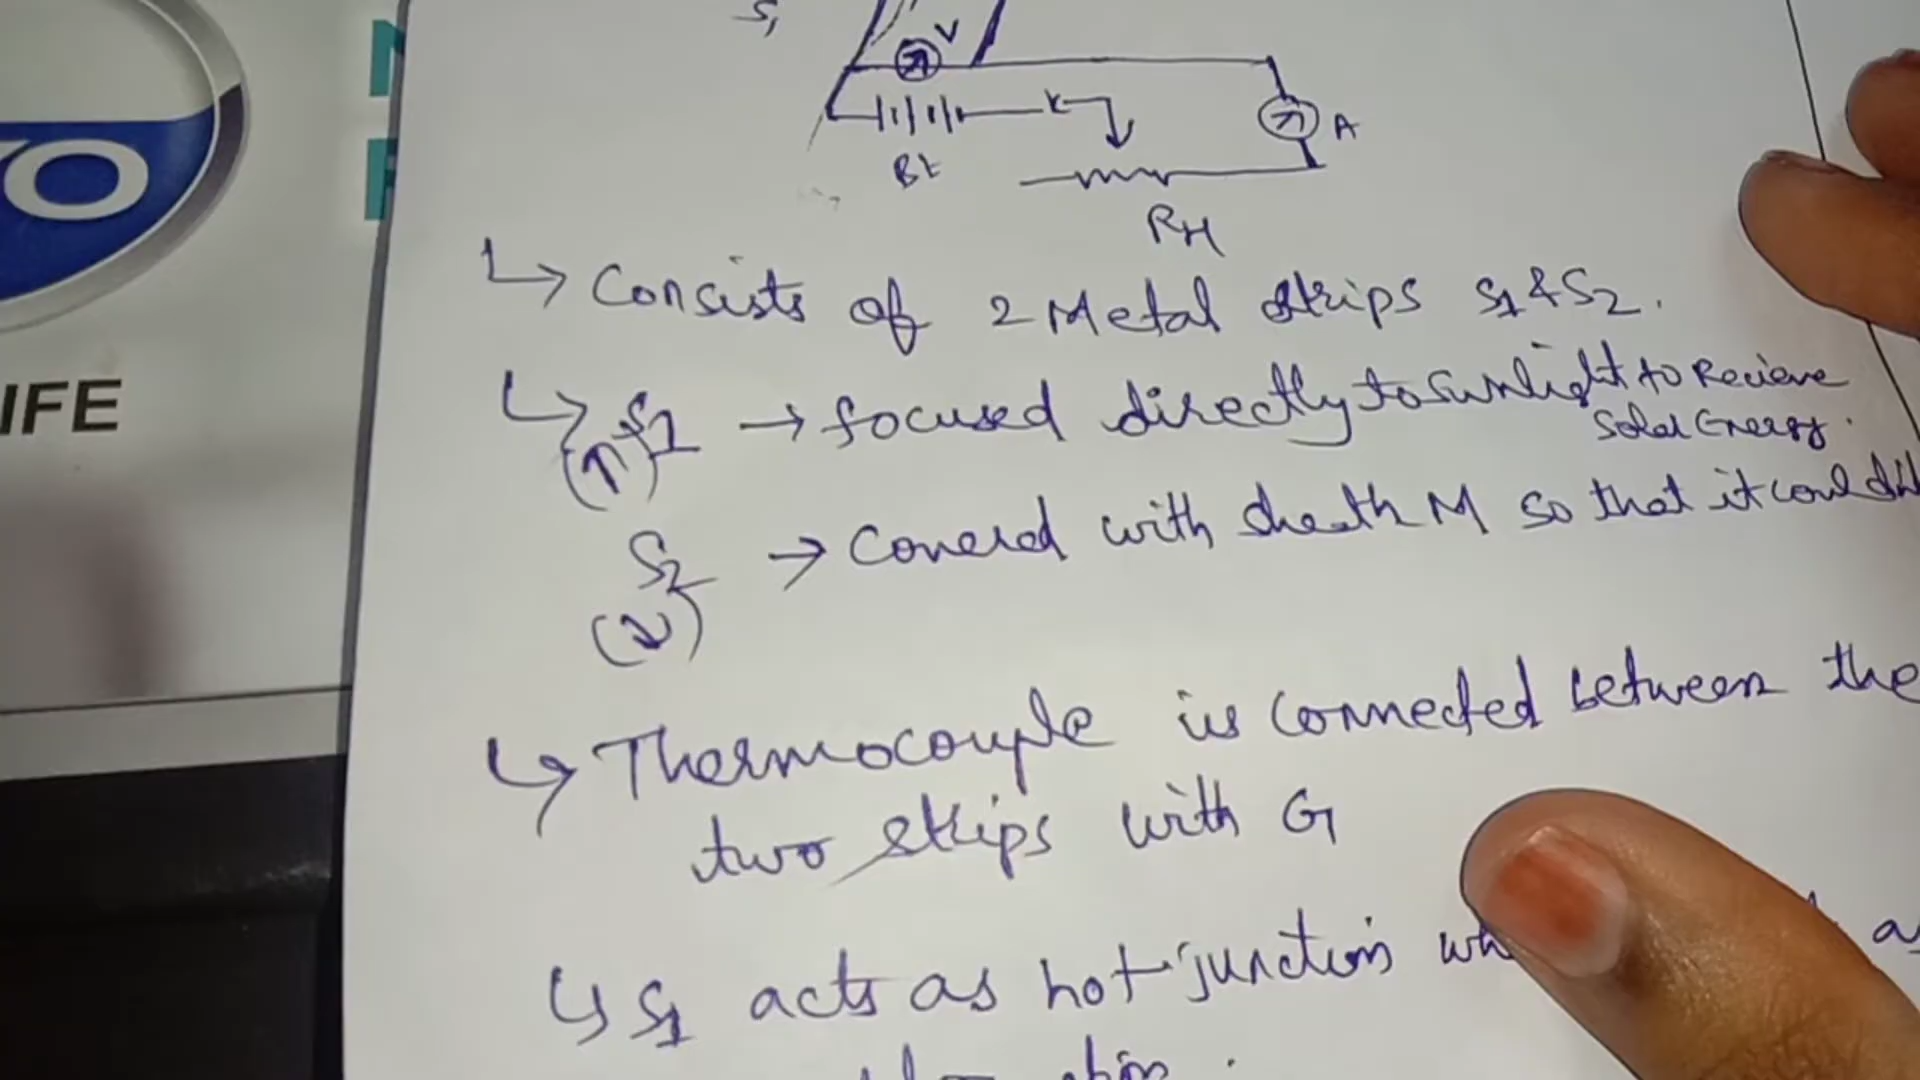 S1
V
K
A
Bt
RH
Consists of 2 Metal strips S1 & S2.
S1 → focused directly to sunlight to Recieve
Solar Energy.
(↑)
S2 → Covered with sheath M so that it could
(↓)
IFE
Thermocouple is connected between the
two strips with G
S1 acts as hot junction